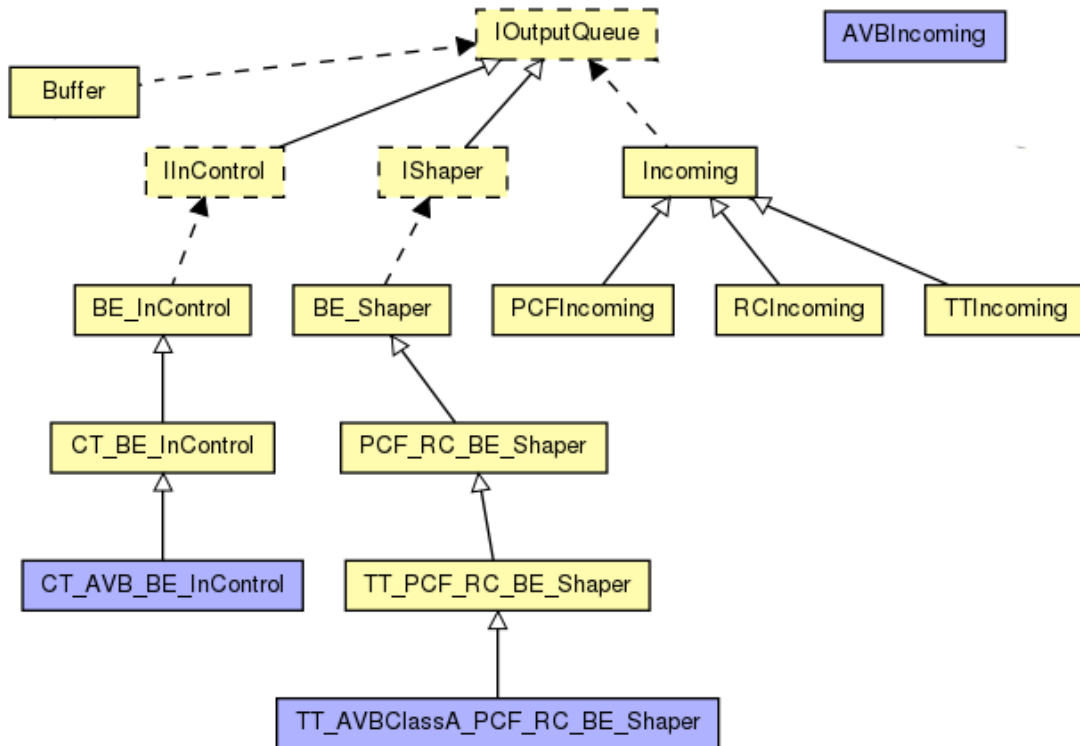 IOutputQueue
AVBIncoming
Buffer
IInControl
IShaper
Incoming
BE_InControl
BE_Shaper
PCFIncoming
RCIncoming
TTIncoming
CT_BE_InControl
PCF_RC_BE_Shaper
CT_AVB_BE_InControl
TT_PCF_RC_BE_Shaper
TT_AVBClassA_PCF_RC_BE_Shaper